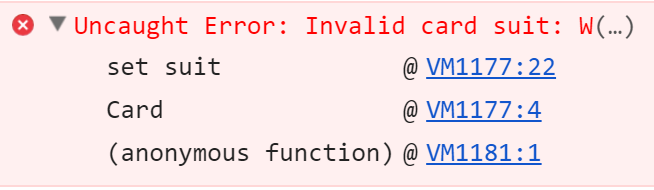 Uncaught Error: Invalid card suit: W(…)
set suit @ VM1177:22
Card @ VM1177:4
(anonymous function) @ VM1181:1